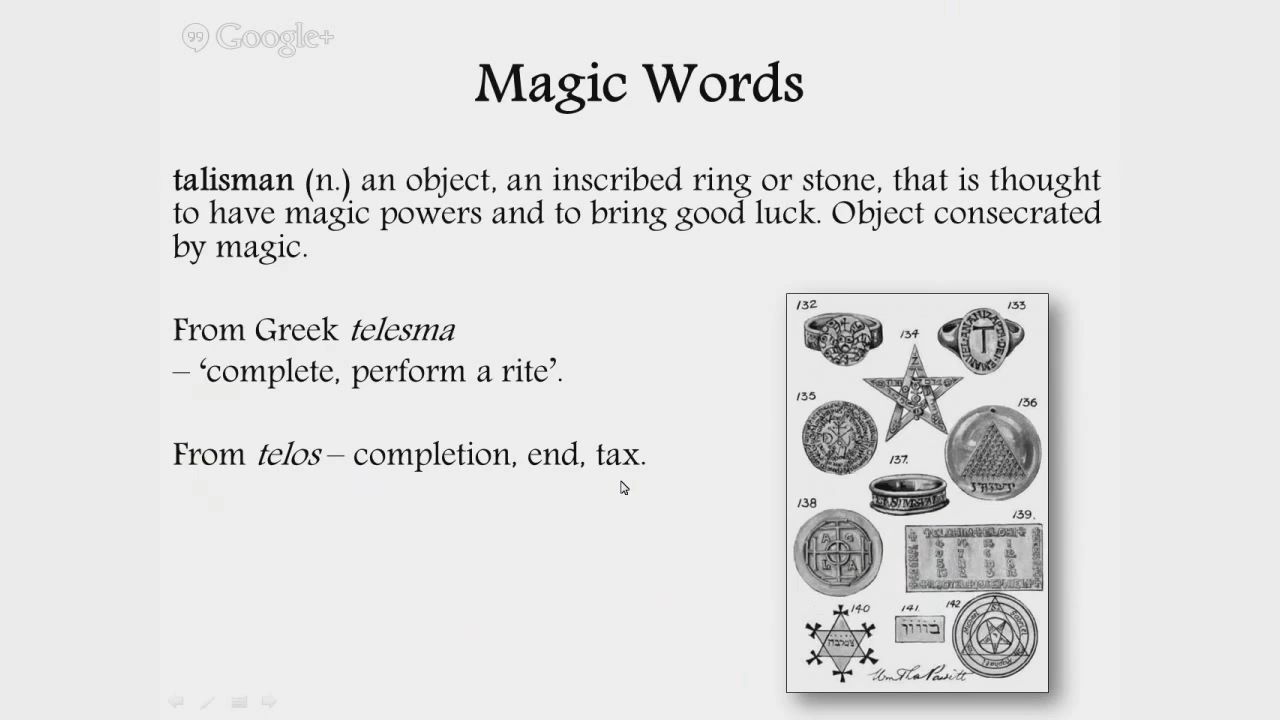 Google+
Magic Words
talisman (n.) an object, an inscribed ring or stone, that is thought
to have magic powers and to bring good luck. Object consecrated
by magic.
From Greek telesma
– ‘complete, perform a rite’.
From telos – completion, end, tax.
132
133
134
135
136
137.
138
139.
140
141.
142